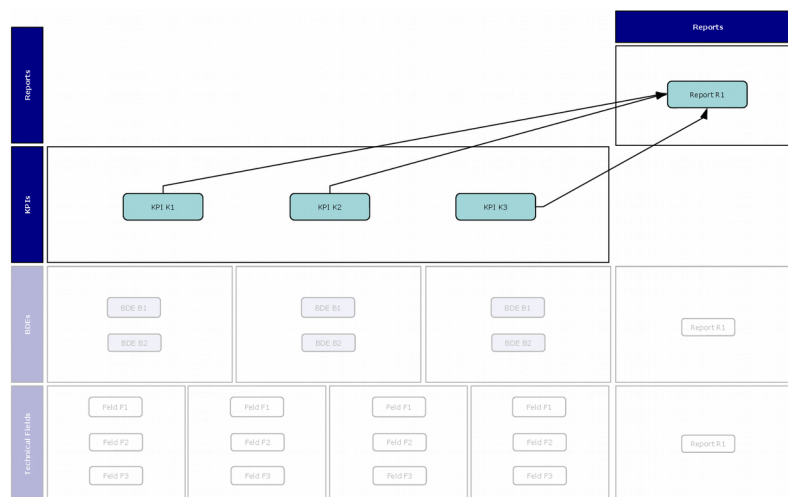 Reports
Reports
Report R1
KPIs
KPI K1
KPI K2
KPI K3
BDEs
BDE B1
BDE B1
BDE B1
Report R1
BDE B2
BDE B2
BDE B2
Technical Fields
Feld F1
Feld F1
Feld F1
Feld F1
Feld F2
Feld F2
Feld F2
Feld F2
Report R1
Feld F3
Feld F3
Feld F3
Feld F3